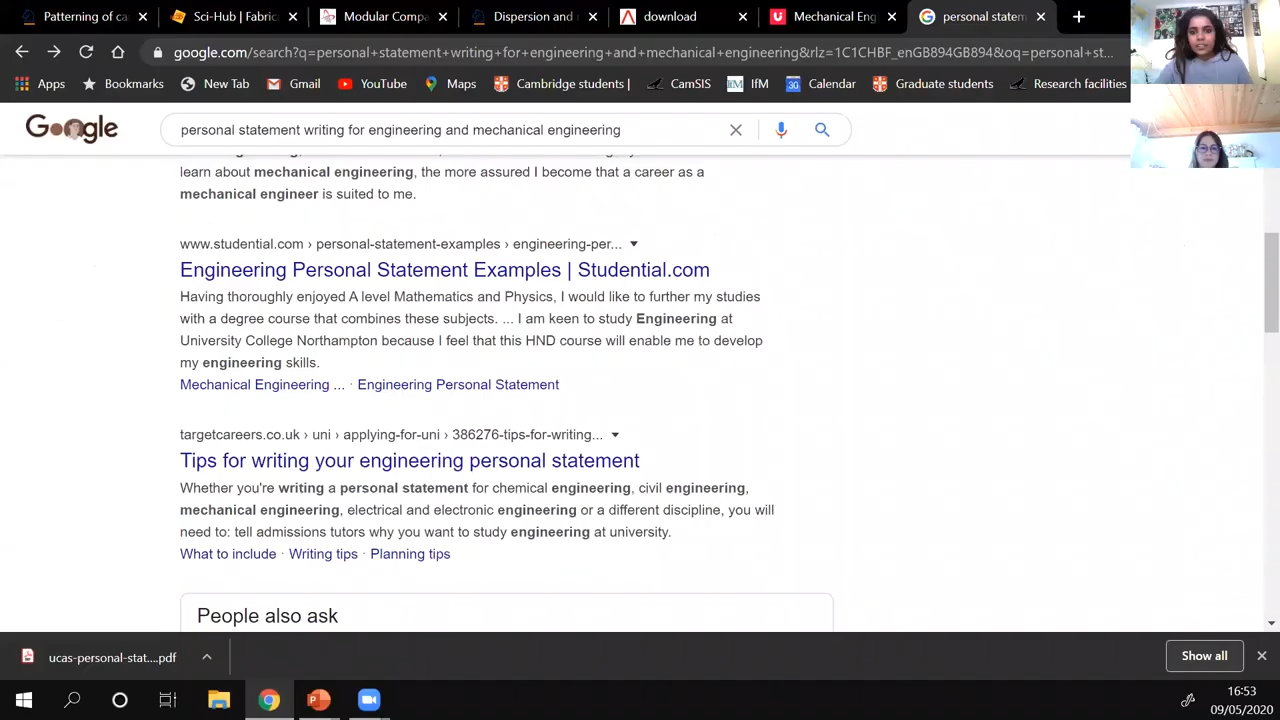 Patterning of ca
Sci-Hub | Fabric
Modular Compa
Dispersion and
download
Mechanical Eng
personal statem
google.com/search?q=personal+statement+writing+for+engineering+and+mechanical+engineering&rlz=1C1CHBF_enGB894GB894&oq=personal+st...
Apps
Bookmarks
New Tab
Gmail
YouTube
Maps
Cambridge students |
CamSIS
IfM
Calendar
Graduate students
Research facilities
Google
personal statement writing for engineering and mechanical engineering
learn about mechanical engineering, the more assured I become that a career as a
mechanical engineer is suited to me.
www.studential.com › personal-statement-examples › engineering-per...
Engineering Personal Statement Examples | Studential.com
Having thoroughly enjoyed A level Mathematics and Physics, I would like to further my studies
with a degree course that combines these subjects. ... I am keen to study Engineering at
University College Northampton because I feel that this HND course will enable me to develop
my engineering skills.
Mechanical Engineering ... · Engineering Personal Statement
targetcareers.co.uk › uni › applying-for-uni › 386276-tips-for-writing...
Tips for writing your engineering personal statement
Whether you're writing a personal statement for chemical engineering, civil engineering,
mechanical engineering, electrical and electronic engineering or a different discipline, you will
need to: tell admissions tutors why you want to study engineering at university.
What to include · Writing tips · Planning tips
People also ask
ucas-personal-stat....pdf
Show all
16:53
09/05/2020